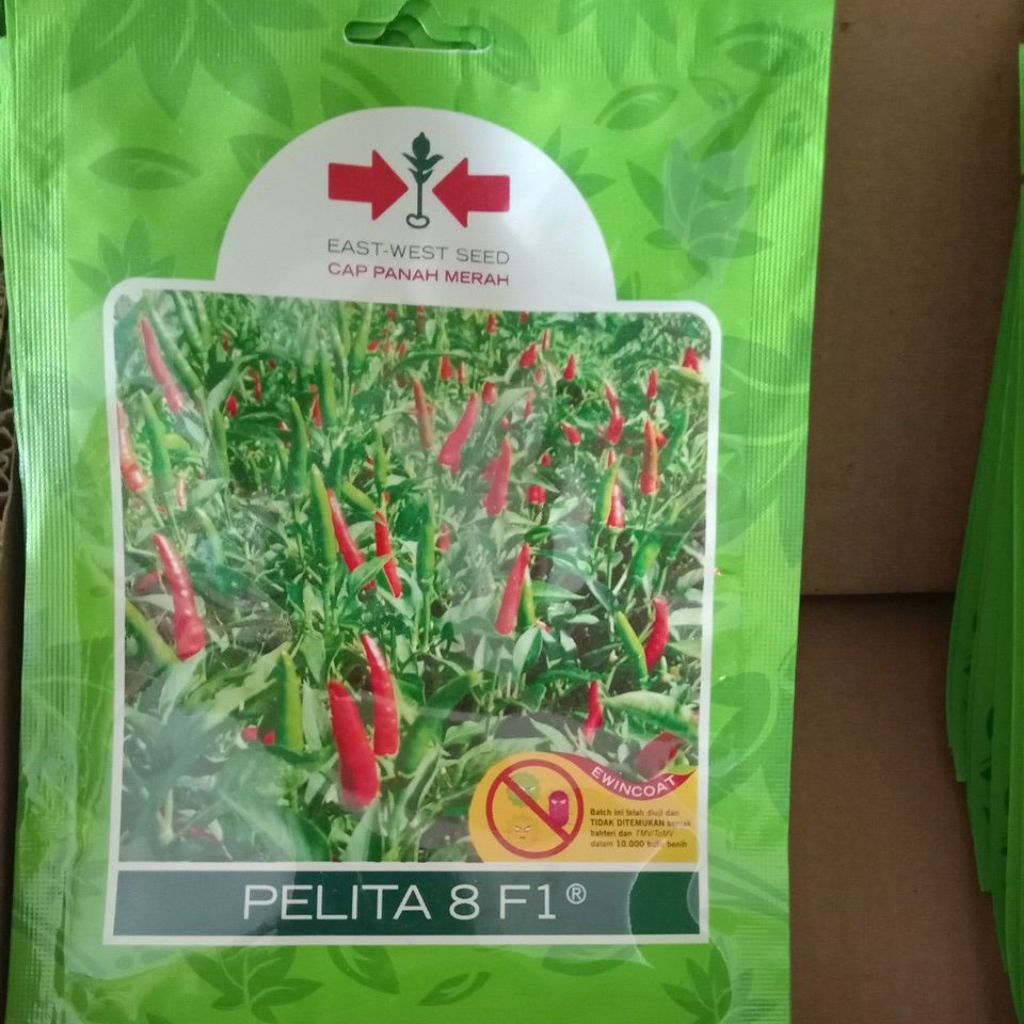 EAST-WEST SEED
CAP PANAH MERAH
EWINCOAT
Batch ini telah diuji dan
TIDAK DITEMUKAN bercak
bakteri dan TMV/ToMV
dalam 10.000 butir benih
PELITA 8 F1®